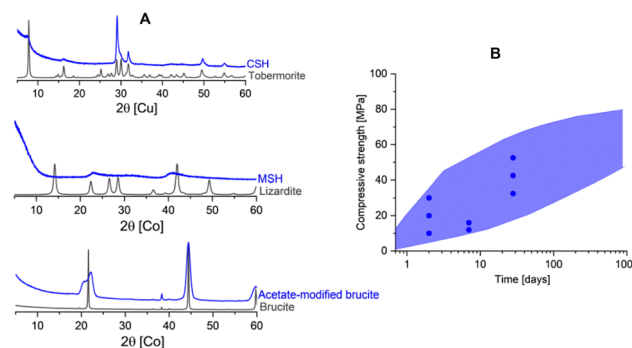 A
CSH
Tobermorite
5 10 20 30 40 50 60
2θ [Cu]
MSH
Lizardite
10 20 30 40 50 60
2θ [Co]
Acetate-modified brucite
Brucite
10 20 30 40 50 60
2θ [Co]
B
Compressive strength [MPa]
100
80
60
40
20
0
1 10 100 1000
Time [days]